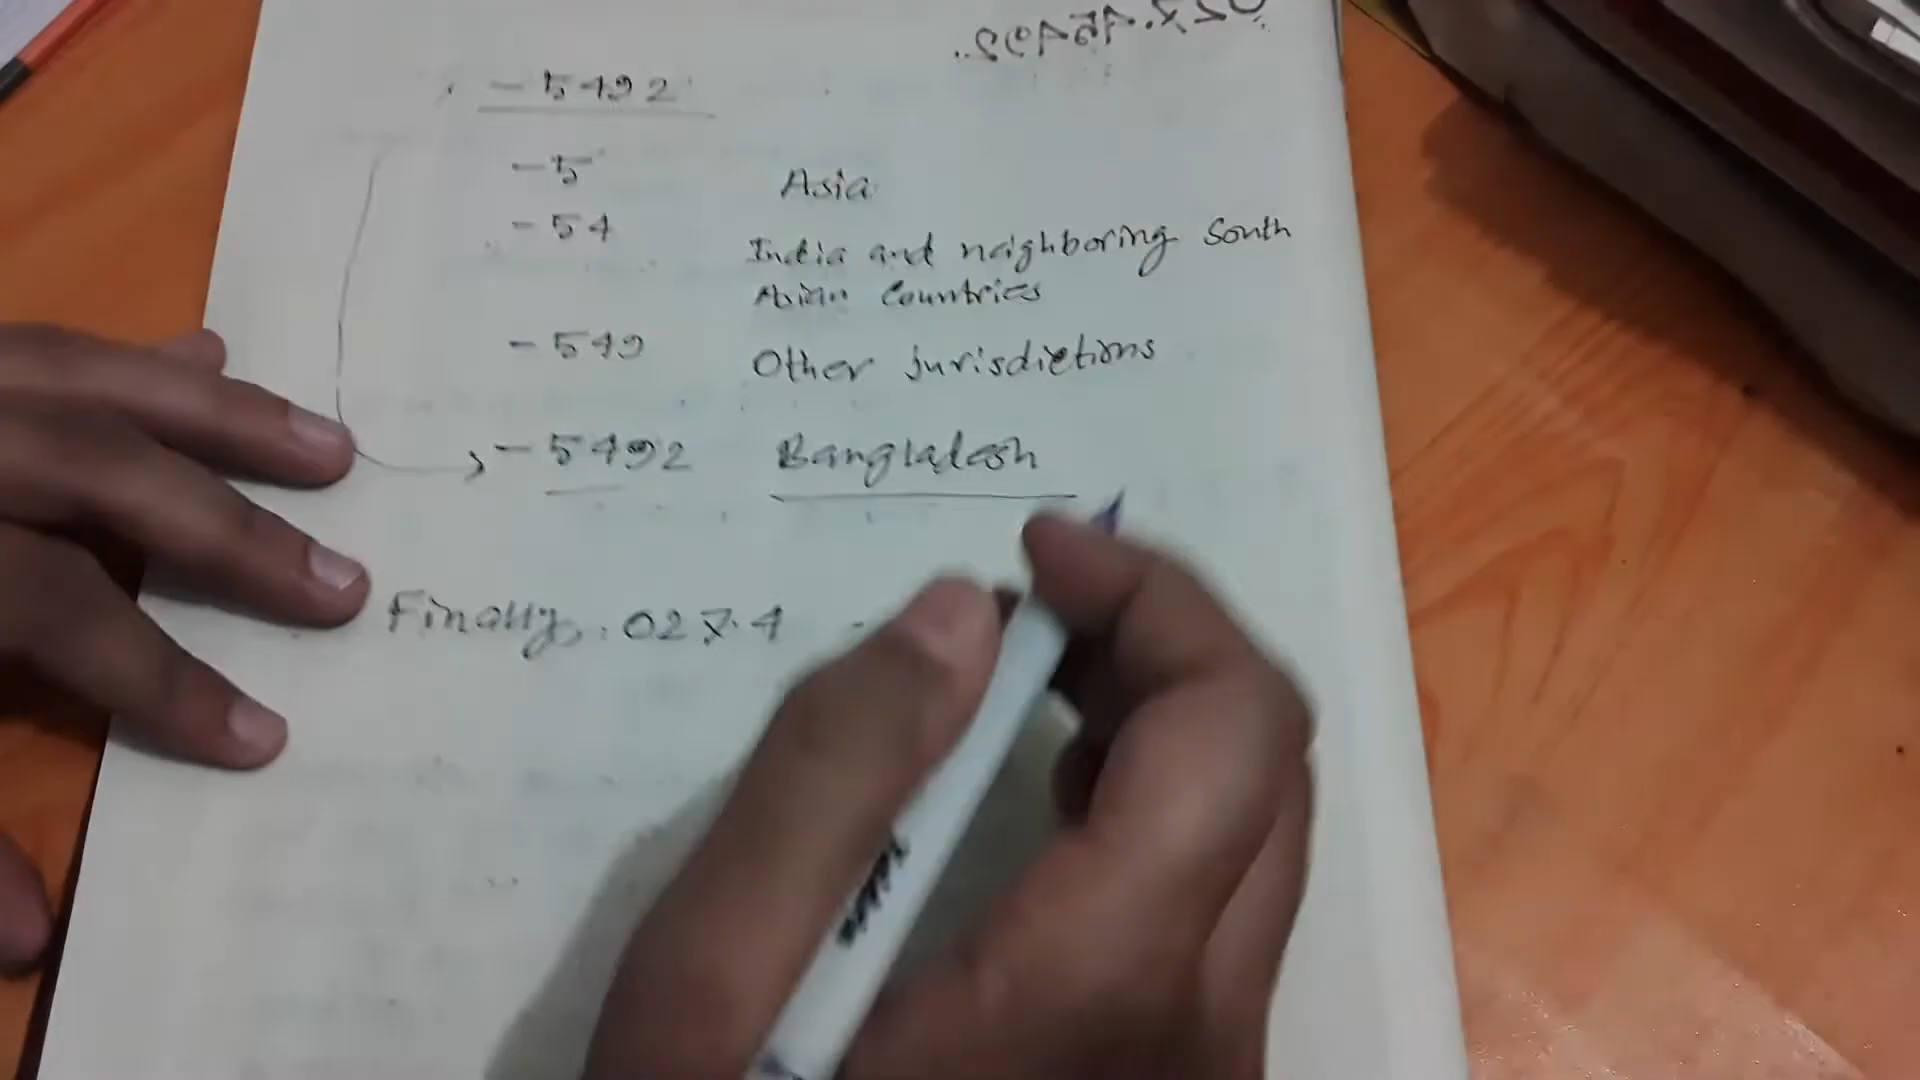 -5492
-5 Asia
-54 India and neighboring South
Asian Countries
-549 Other jurisdictions
-5492 Bangladesh
Finally, 027.4 -